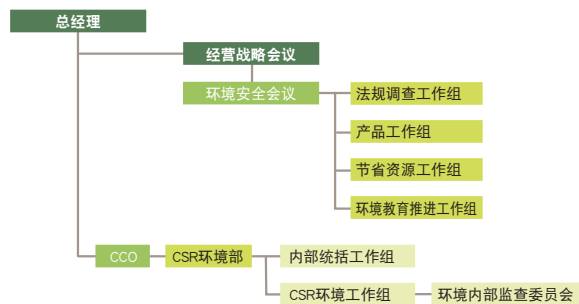 总经理
经营战略会议
环境安全会议
法规调查工作组
产品工作组
节省资源工作组
环境教育推进工作组
CCO
CSR环境部
内部统括工作组
CSR环境工作组
环境内部监查委员会